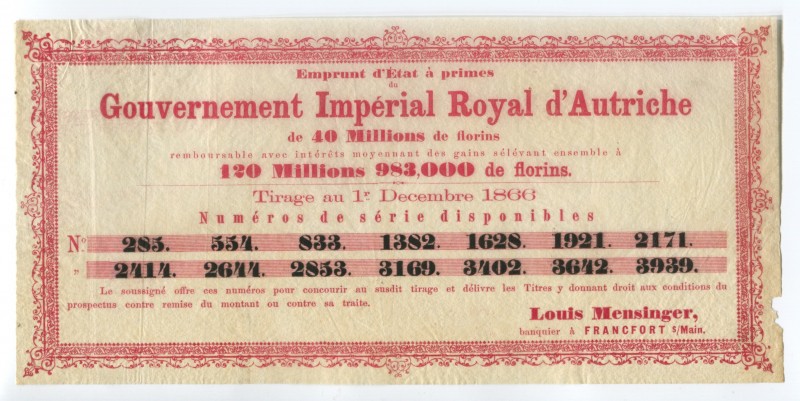 Emprunt d'État à primes
du
Gouvernement Impérial Royal d'Autriche
de 40 Millions de florins
remboursable avec intérêts moyennant des gains sélévant ensemble à
120 Millions 983,000 de florins.
Tirage au 1r Decembre 1866
Numéros de série disponibles
No 285. 554. 833. 1382. 1628. 1921. 2171.
" 2414. 2644. 2853. 3169. 3402. 3642. 3939.
Le soussigné offre ces numéros pour concourir au susdit tirage et délivre les Titres y donnant droit aux conditions du
prospectus contre remise du montant ou contre sa traite.
Louis Mensinger,
banquier à FRANCFORT s/Main.